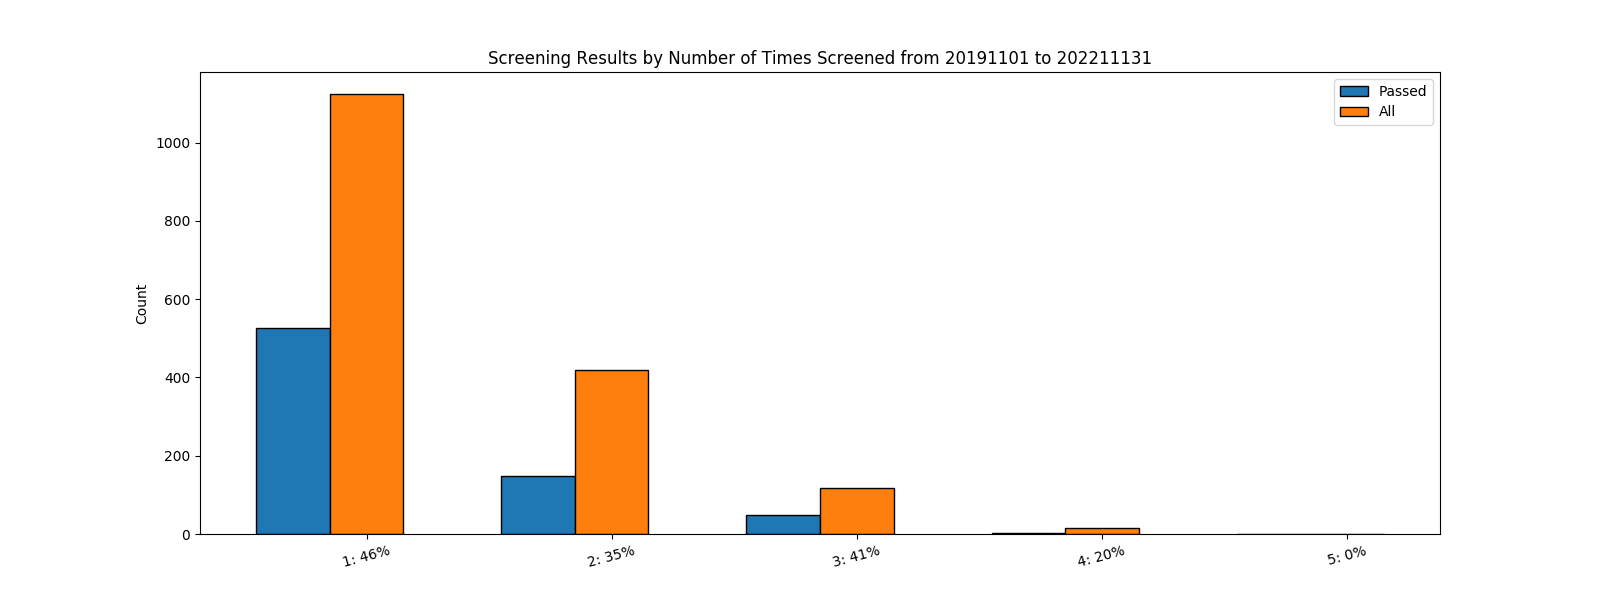 Screening Results by Number of Times Screened from 20191101 to 202211131
Passed
All
1000
800
600
400
200
0
Count
1: 46%
2: 35%
3: 41%
4: 20%
5: 0%